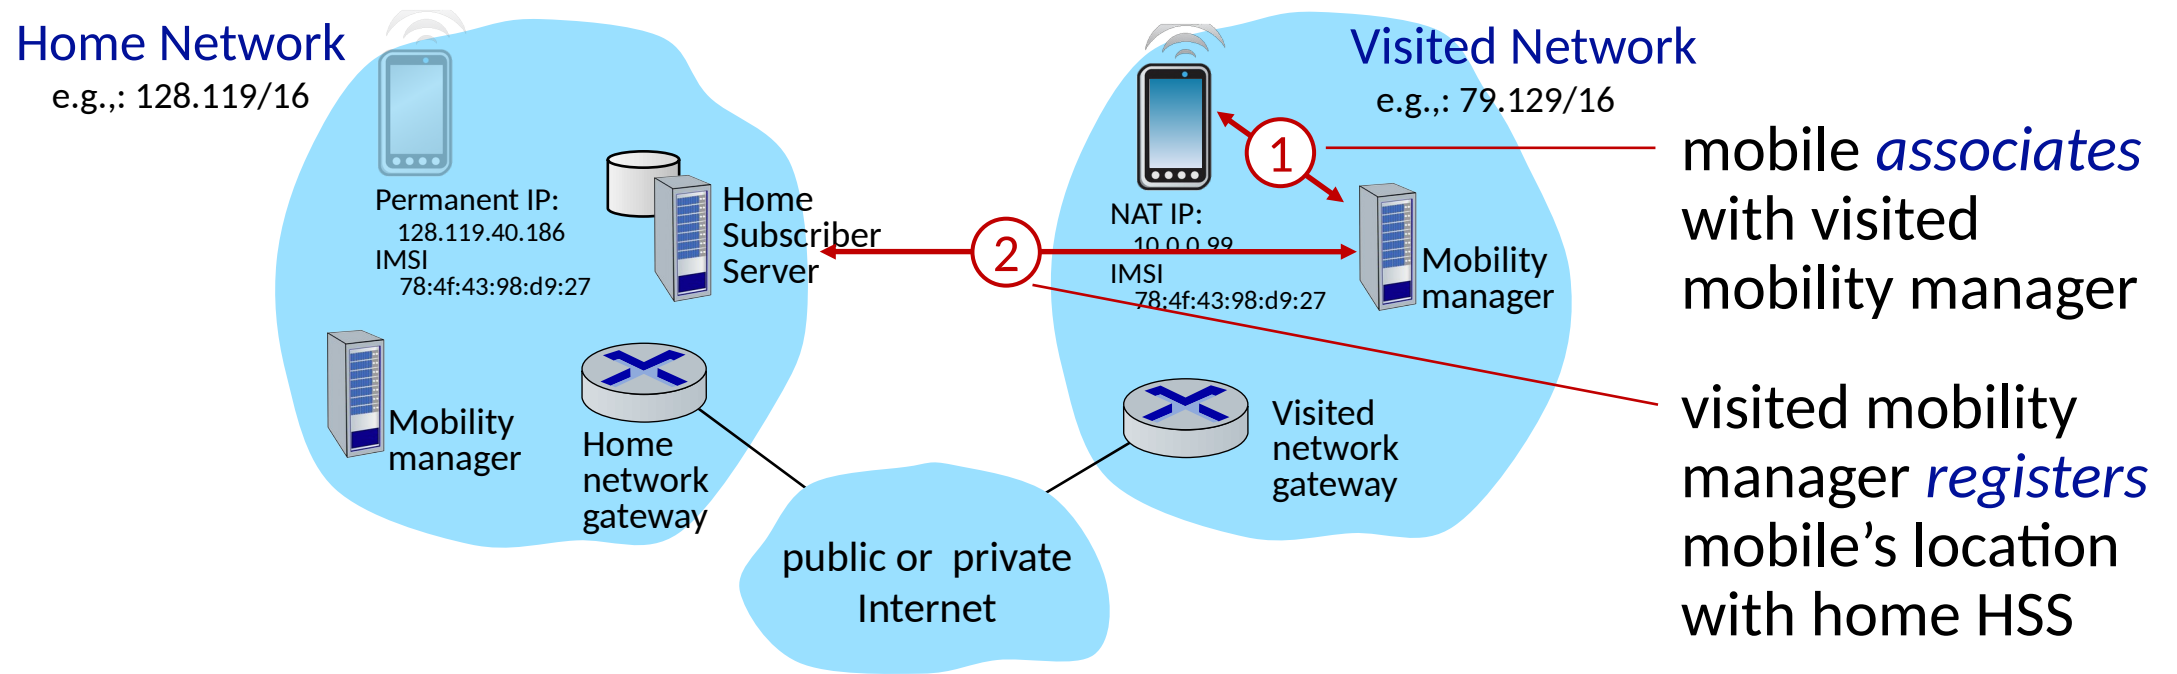 Home Network
e.g.,: 128.119/16
Permanent IP:
128.119.40.186
IMSI
78:4f:43:98:d9:27
Home
Subscriber
Server
Mobility
manager
Home
network
gateway
public or private
Internet
Visited Network
e.g.,: 79.129/16
NAT IP:
10.0.0.99
IMSI
78:4f:43:98:d9:27
Mobility
manager
Visited
network
gateway
1
2
mobile associates
with visited
mobility manager
visited mobility
manager registers
mobile’s location
with home HSS